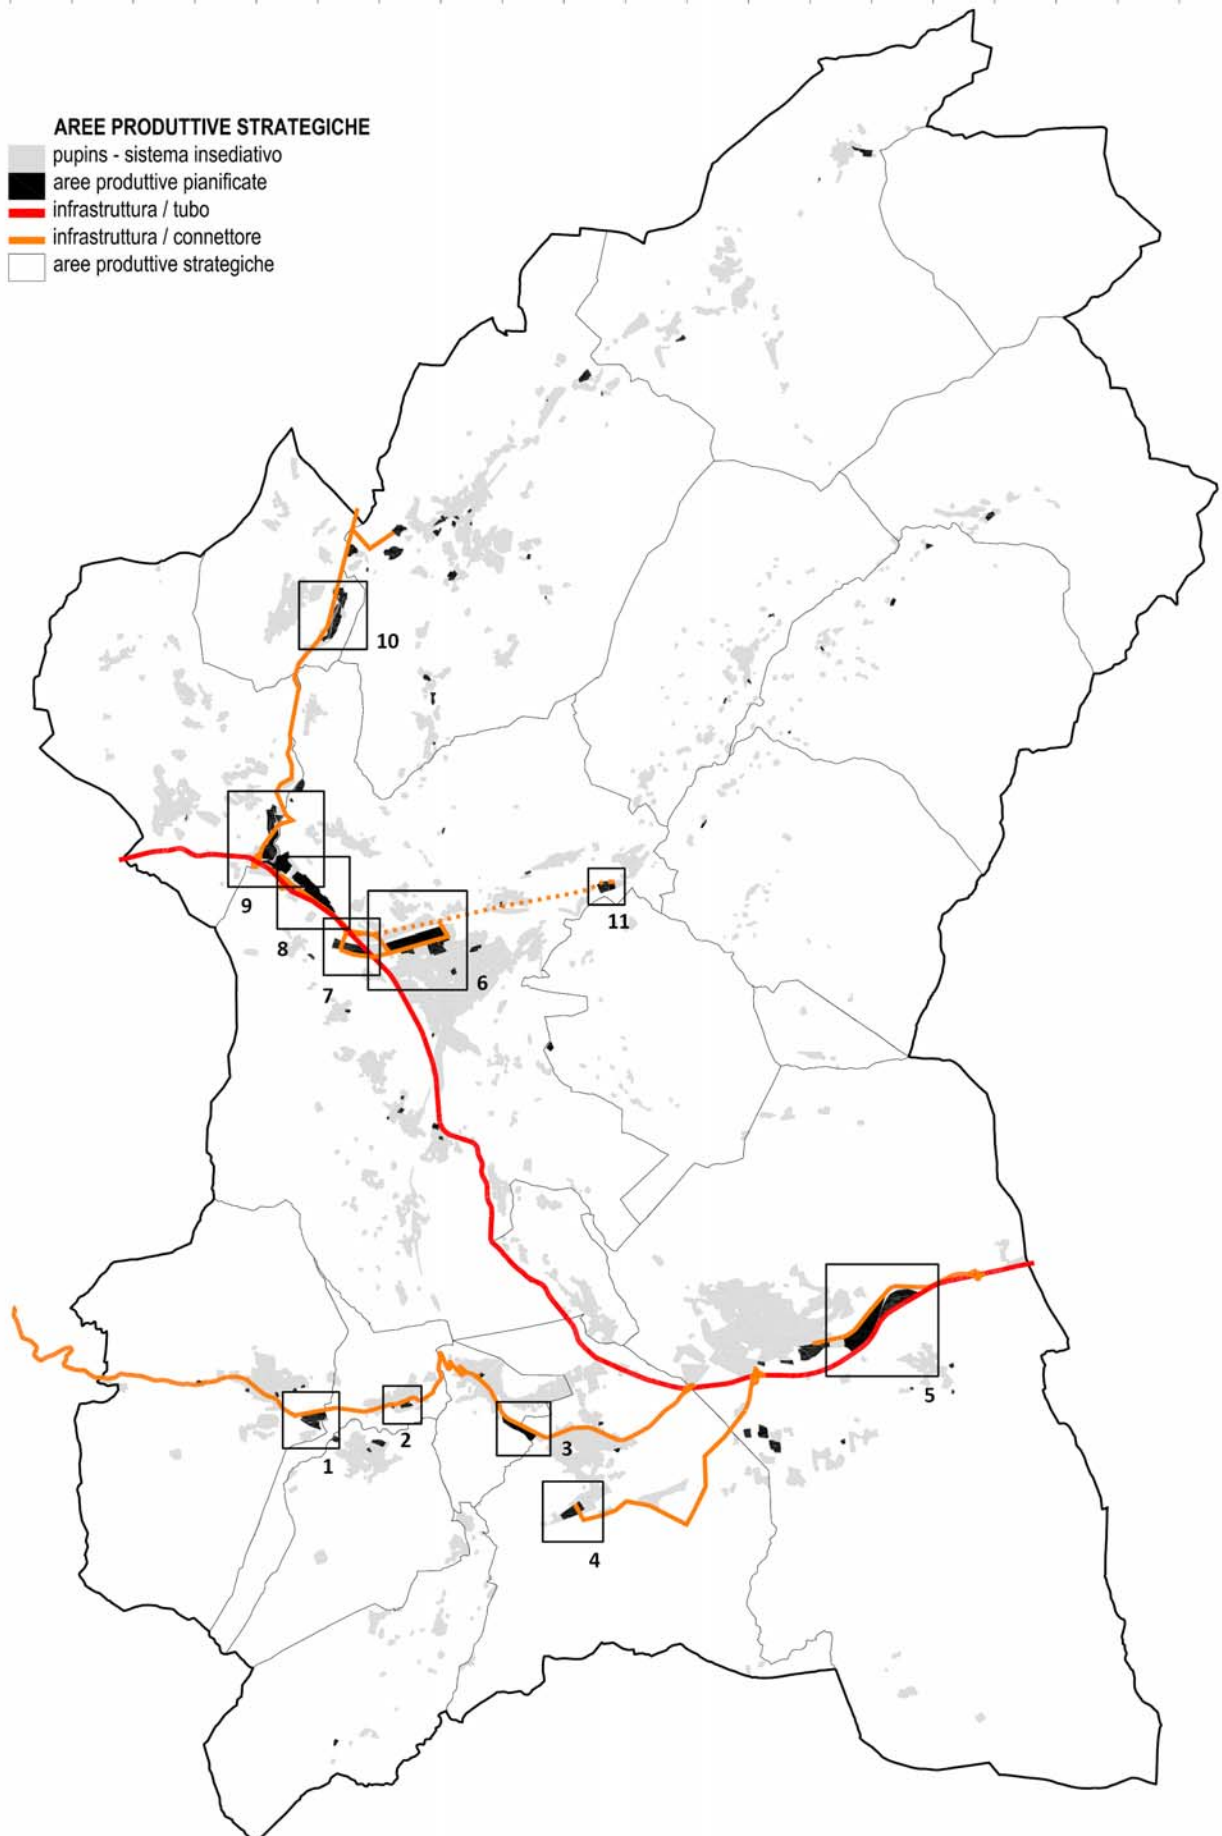 AREE PRODUTTIVE STRATEGICHE
pupins - sistema insediativo
aree produttive pianificate
infrastruttura / tubo
infrastruttura / connettore
aree produttive strategiche
10
9
8
11
7
6
5
2
3
1
4